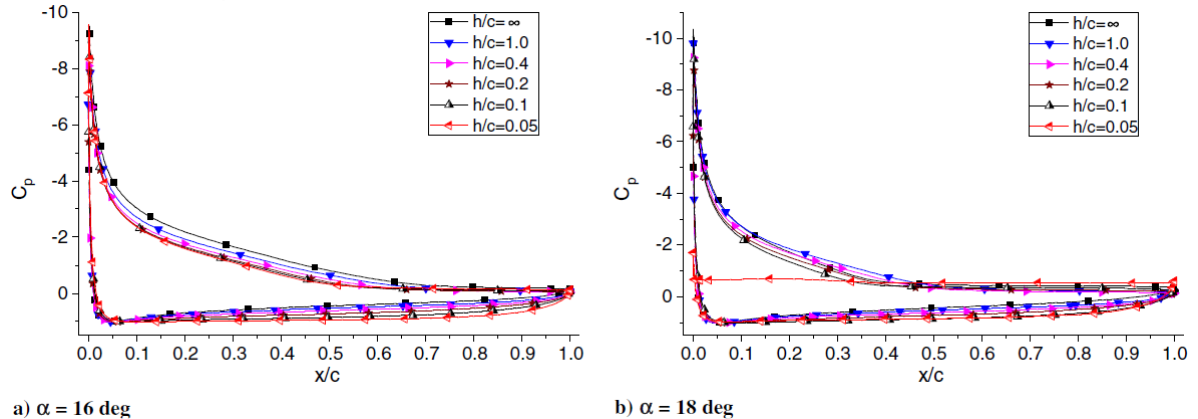 -10
-8
-6
-4
-2
0
Cp
0.0 0.1 0.2 0.3 0.4 0.5 0.6 0.7 0.8 0.9 1.0
x/c
h/c=∞
h/c=1.0
h/c=0.4
h/c=0.2
h/c=0.1
h/c=0.05
a) α = 16 deg
-10
-8
-6
-4
-2
0
Cp
0.0 0.1 0.2 0.3 0.4 0.5 0.6 0.7 0.8 0.9 1.0
x/c
h/c=∞
h/c=1.0
h/c=0.4
h/c=0.2
h/c=0.1
h/c=0.05
b) α = 18 deg